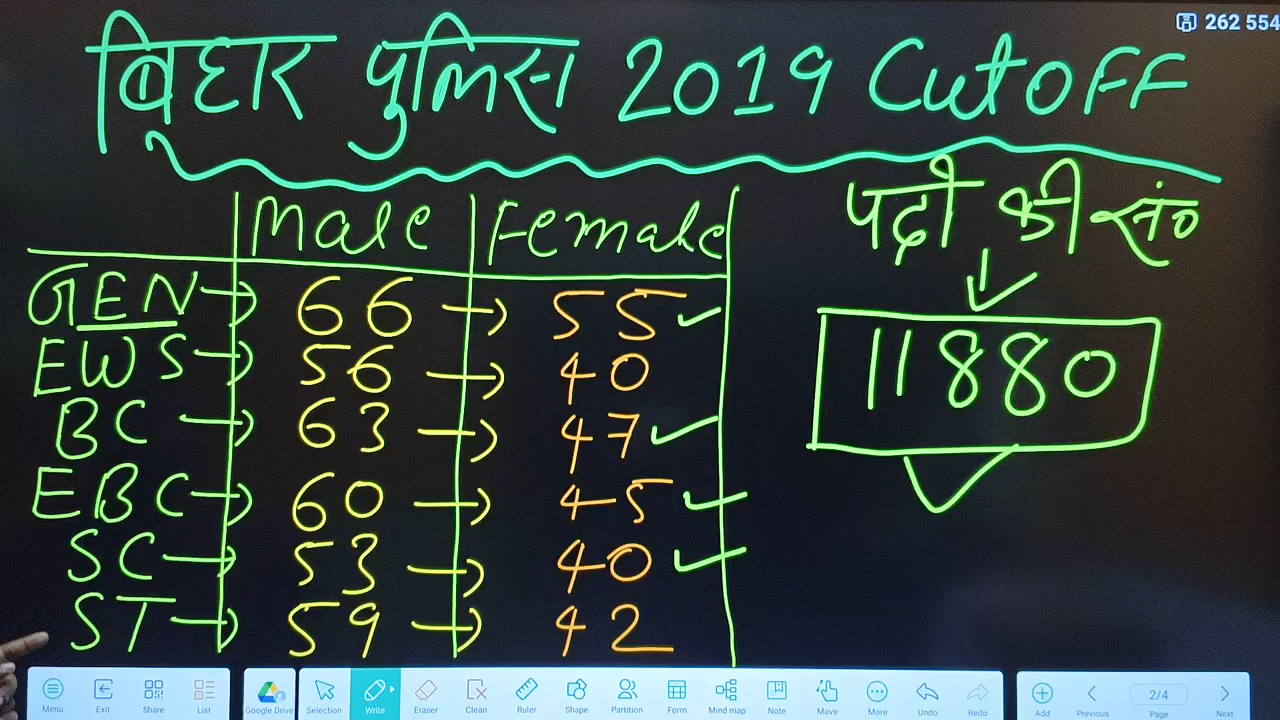 262 554
बिहार पुलिस 2019 CutOFF
Male Female
GEN → 66 → 55 ✓
EWS → 56 → 40
BC → 63 → 47 ✓
EBC → 60 → 45 ✓
SC → 53 → 40 ✓
ST → 59 → 42
पदों की सं०
11880
Menu Exit Share List Google Drive Selection Write Eraser Clean Ruler Shape Partition Form Mind map Note Move More Undo Redo Add Previous 2/4 Page Next